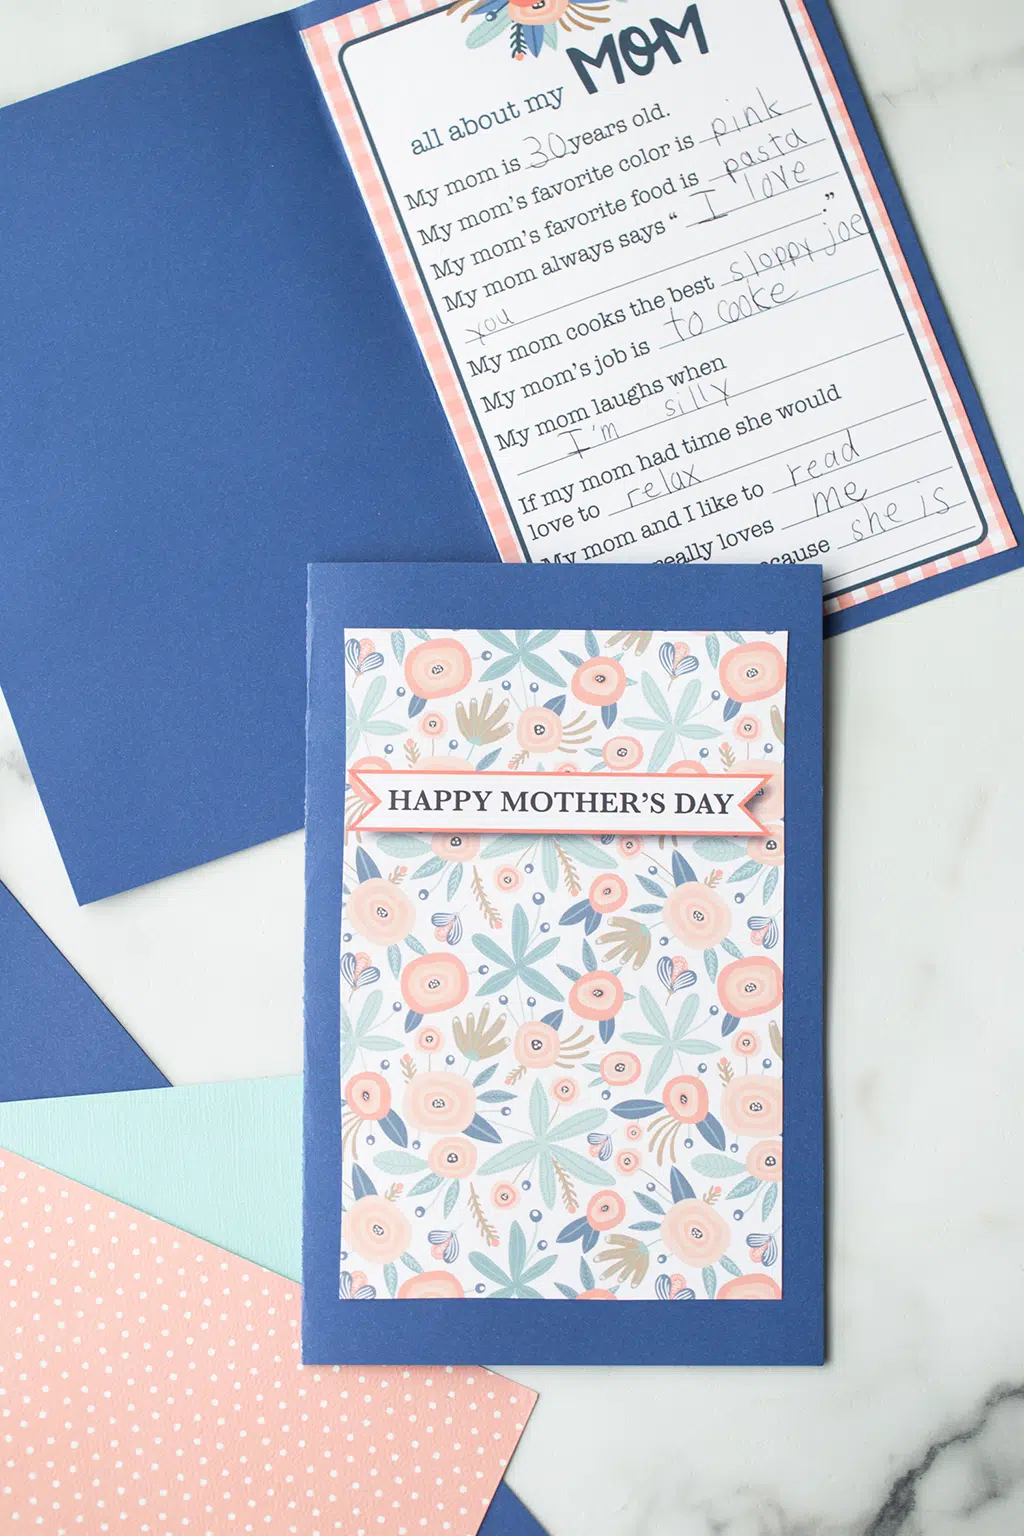 all about my MOM
My mom is 30 years old.
My mom's favorite color is pink
My mom's favorite food is pasta
My mom always says " I love
you ."
My mom cooks the best sloppy joe
My mom's job is to cooke
My mom laughs when
I'm silly
If my mom had time she would
love to relax
My mom and I like to read
really loves me
because she is
HAPPY MOTHER'S DAY